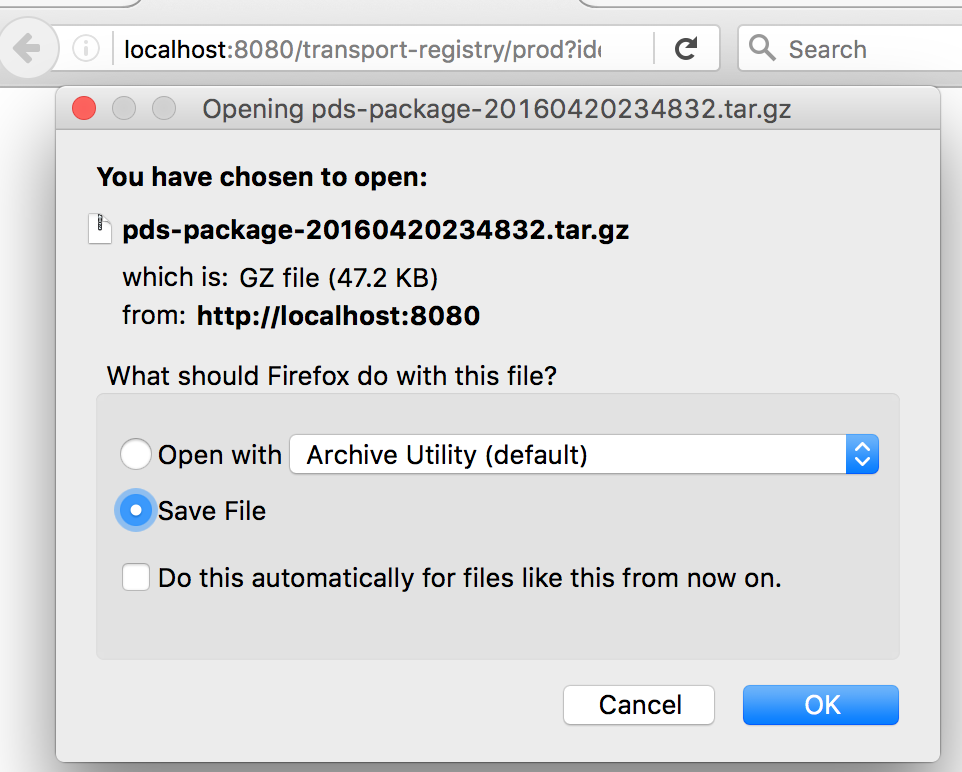 localhost:8080/transport-registry/prod?ide
Search
Opening pds-package-20160420234832.tar.gz
You have chosen to open:
pds-package-20160420234832.tar.gz
which is: GZ file (47.2 KB)
from: http://localhost:8080
What should Firefox do with this file?
Open with Archive Utility (default)
Save File
Do this automatically for files like this from now on.
Cancel OK